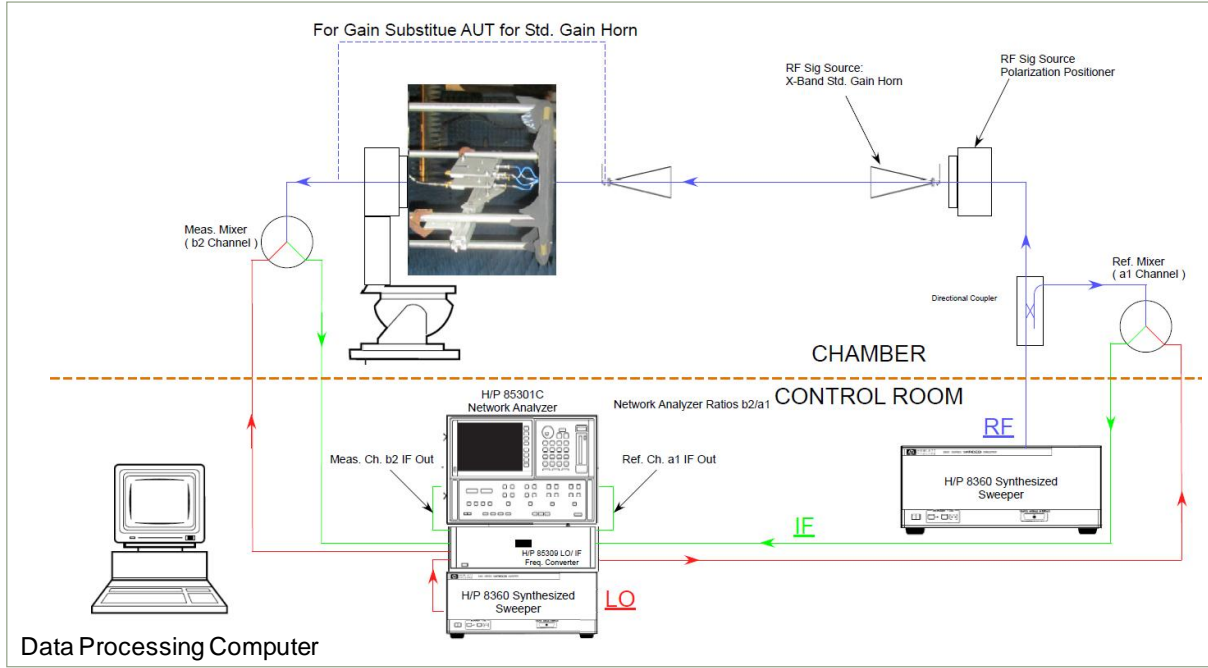 For Gain Substitue AUT for Std. Gain Horn
RF Sig Source:
X-Band Std. Gain Horn
RF Sig Source
Polarization Positioner
Meas. Mixer
( b2 Channel )
Ref. Mixer
( a1 Channel )
Directional Coupler
CHAMBER
CONTROL ROOM
H/P 85301C
Network Analyzer
Network Analyzer Ratios b2/a1
RF
Meas. Ch. b2 IF Out
Ref. Ch. a1 IF Out
H/P 8360 Synthesized
Sweeper
IF
H/P 85309 LO/ IF
Freq. Converter
H/P 8360 Synthesized
Sweeper
LO
Data Processing Computer